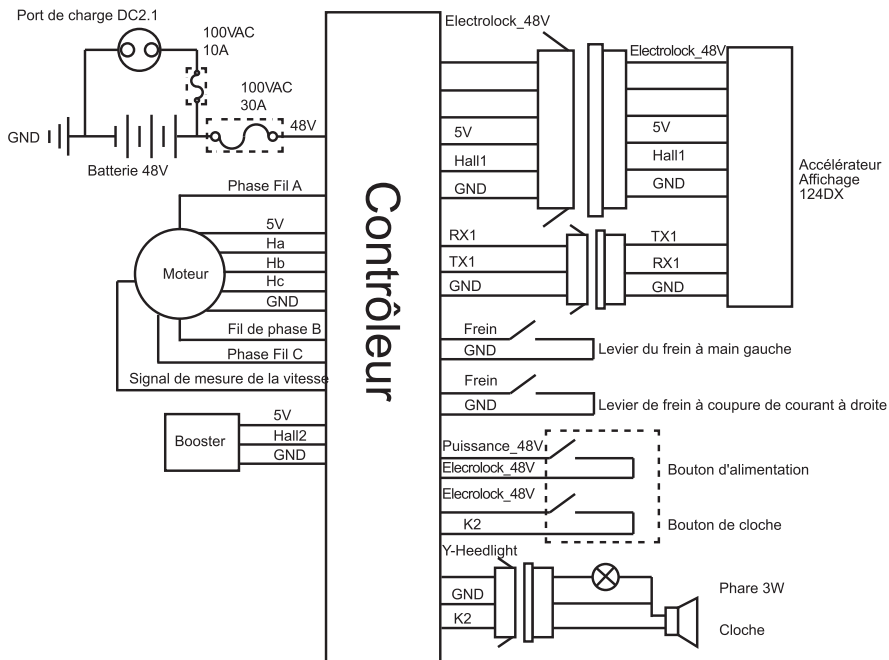 Port de charge DC2.1
100VAC
10A
100VAC
30A
48V
GND
Batterie 48V
Phase Fil A
5V
Ha
Hb
Hc
GND
Moteur
Fil de phase B
Phase Fil C
Signal de mesure de la vitesse
Booster
5V
Hall2
GND
Contrôleur
Electrolock_48V
5V
Hall1
GND
Electrolock_48V
5V
Hall1
GND
Accélérateur
Affichage
124DX
RX1
TX1
GND
TX1
RX1
GND
Frein
GND
Levier du frein à main gauche
Frein
GND
Levier de frein à coupure de courant à droite
Puissance_48V
Elecrolock_48V
Bouton d'alimentation
Elecrolock_48V
K2
Bouton de cloche
Y-Heedlight
GND
K2
Phare 3W
Cloche